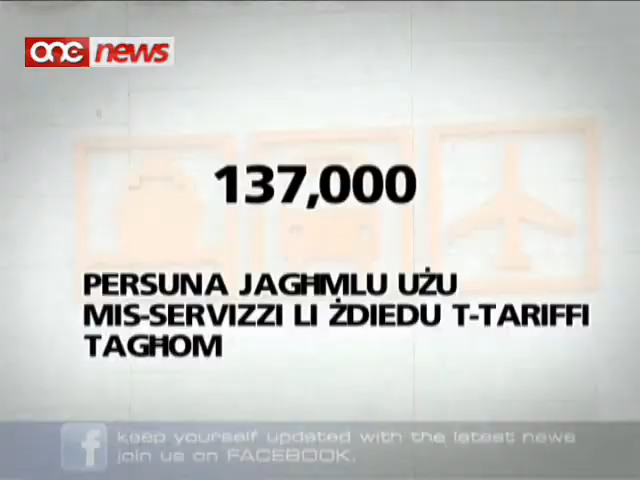 one news
137,000
PERSUNA JAGĦMLU UŻU
MIS-SERVIZZI LI ŻDIEDU T-TARIFFI
TAGĦOM
keep yourself updated with the latest news
join us on FACEBOOK.